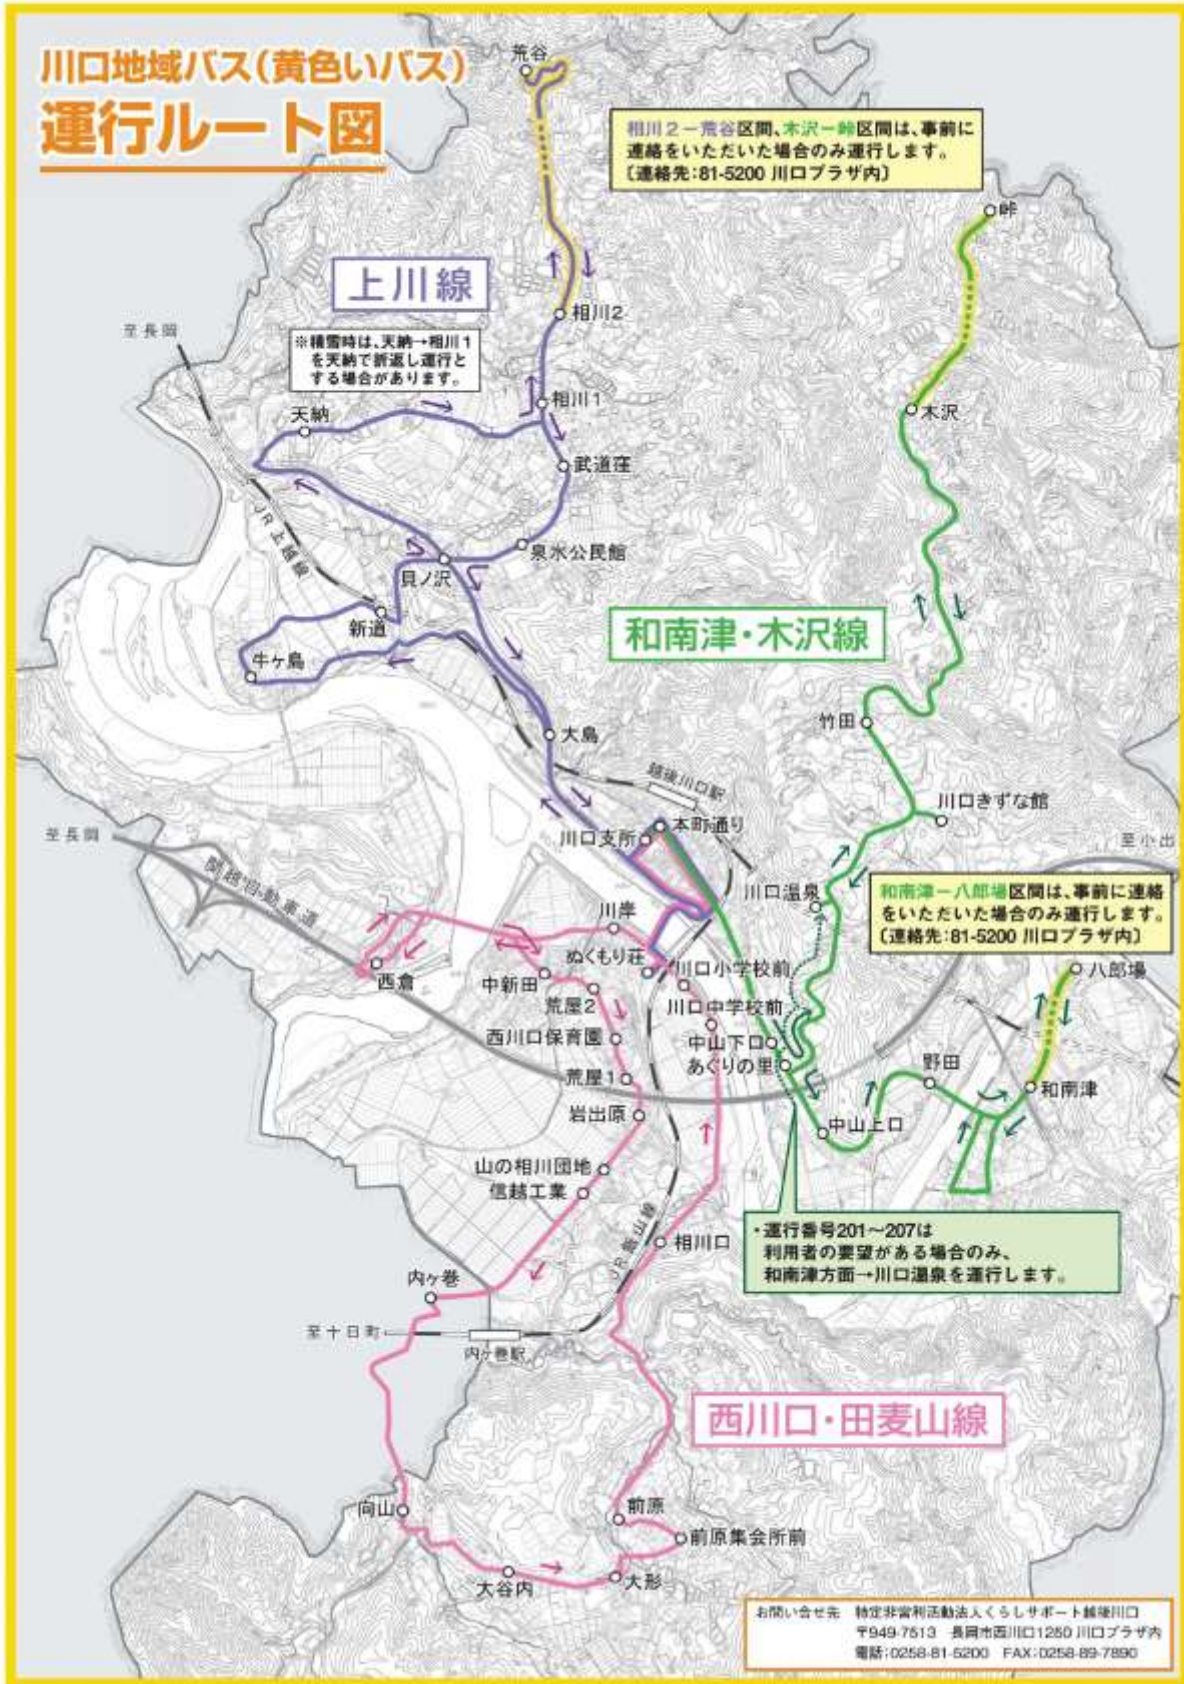 川口地域バス(黄色いバス)
運行ルート図
荒谷
相川2ー荒谷区間、木沢ー峠区間は、事前に
連絡をいただいた場合のみ運行します。
〔連絡先:81-5200 川口プラザ内〕
峠
上川線
相川2
至長岡
※積雪時は、天納→相川1
を天納で折返し運行と
する場合があります。
相川1
天納
木沢
武道窪
JR上越線
泉水公民館
貝ノ沢
新道
和南津・木沢線
牛ヶ島
竹田
大島
越後川口駅
川口きずな館
本町通り
川口支所
至長岡
至小出
関越自動車道
川口温泉
和南津ー八郎場区間は、事前に連絡
をいただいた場合のみ運行します。
〔連絡先:81-5200 川口プラザ内〕
川岸
ぬくもり荘
川口小学校前
八郎場
西倉
中新田
荒屋2
川口中学校前
西川口保育園
中山下口
あぐりの里
荒屋1
野田
和南津
岩出原
中山上口
山の相川団地
信越工業
JR飯山線
相川口
・運行番号201〜207は
利用者の要望がある場合のみ、
和南津方面→川口温泉を運行します。
内ヶ巻
至十日町
内ヶ巻駅
西川口・田麦山線
向山
前原
前原集会所前
大谷内
大形
お問い合せ先 特定非営利活動法人くらしサポート越後川口
〒949-7513 長岡市西川口1260 川口プラザ内
電話:0258-81-5200 FAX:0258-89-7890